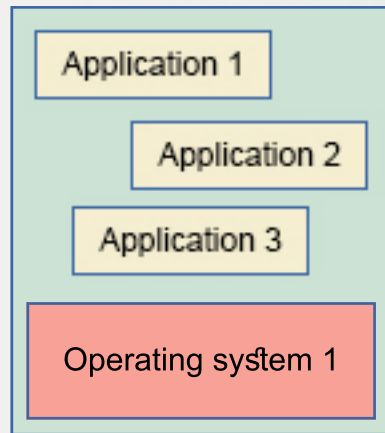 Application 1
Application 2
Application 3
Operating system 1